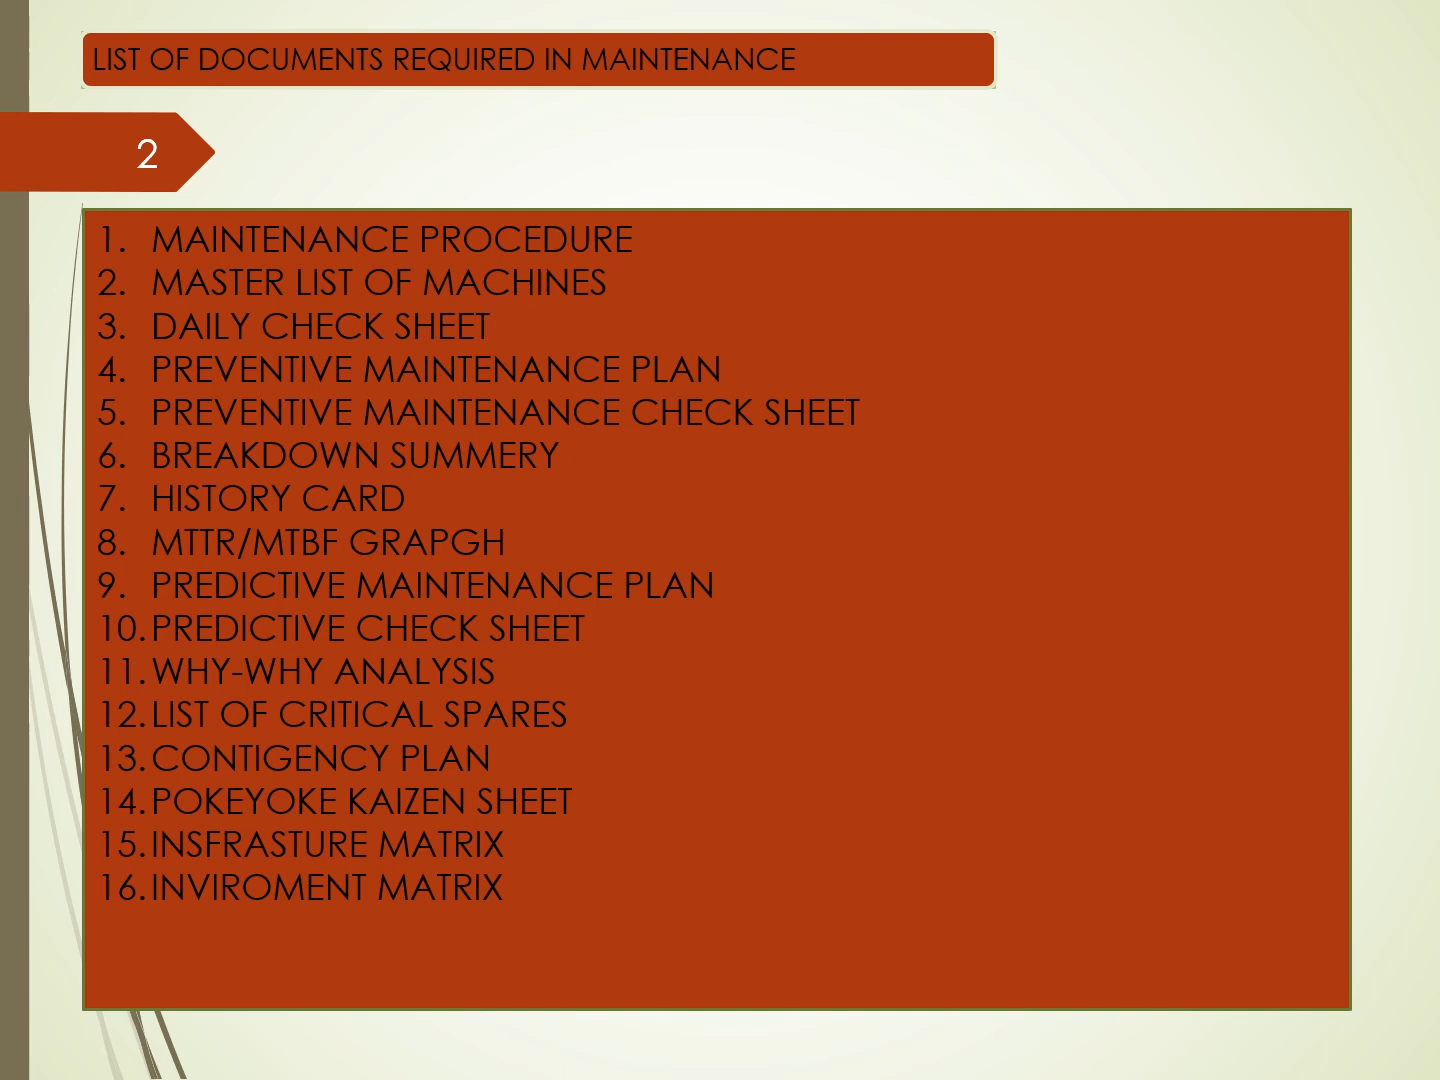 LIST OF DOCUMENTS REQUIRED IN MAINTENANCE
2
1. MAINTENANCE PROCEDURE
2. MASTER LIST OF MACHINES
3. DAILY CHECK SHEET
4. PREVENTIVE MAINTENANCE PLAN
5. PREVENTIVE MAINTENANCE CHECK SHEET
6. BREAKDOWN SUMMERY
7. HISTORY CARD
8. MTTR/MTBF GRAPGH
9. PREDICTIVE MAINTENANCE PLAN
10. PREDICTIVE CHECK SHEET
11. WHY-WHY ANALYSIS
12. LIST OF CRITICAL SPARES
13. CONTIGENCY PLAN
14. POKEYOKE KAIZEN SHEET
15. INSFRASTURE MATRIX
16. INVIROMENT MATRIX